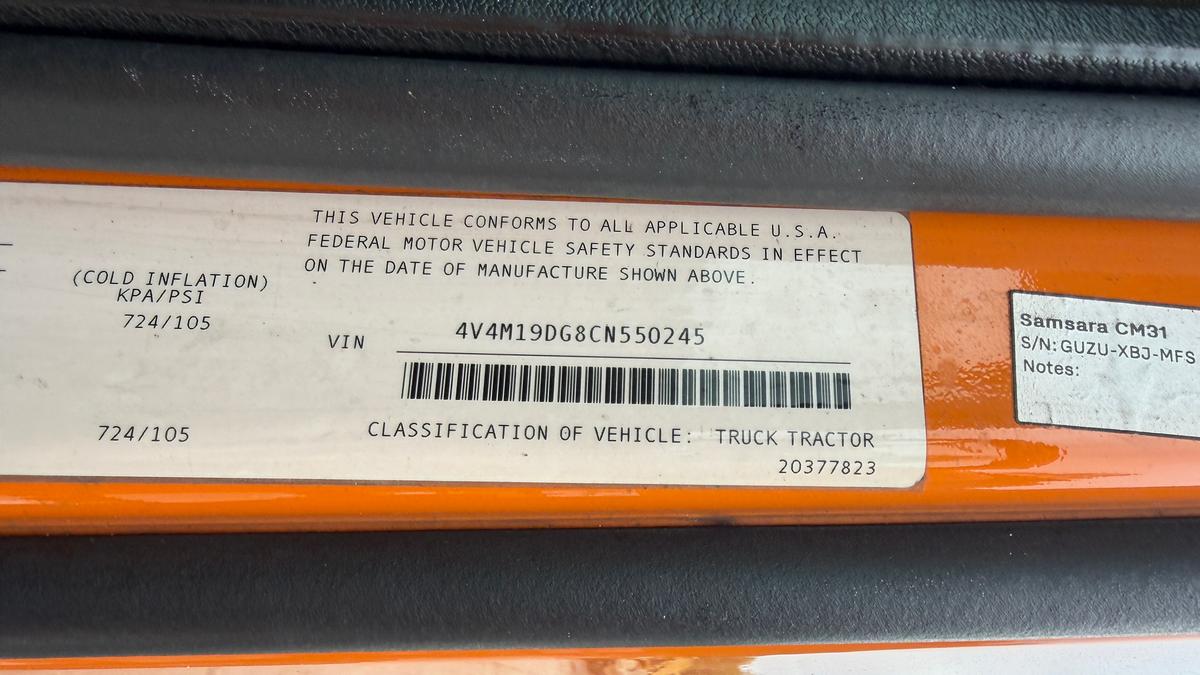 THIS VEHICLE CONFORMS TO ALL APPLICABLE U.S.A.
FEDERAL MOTOR VEHICLE SAFETY STANDARDS IN EFFECT
ON THE DATE OF MANUFACTURE SHOWN ABOVE.
(COLD INFLATION)
KPA/PSI
724/105
VIN 4V4M19DG8CN550245
724/105
CLASSIFICATION OF VEHICLE: TRUCK TRACTOR
20377823
Samsara CM31
S/N: GUZU-XBJ-MFS
Notes: